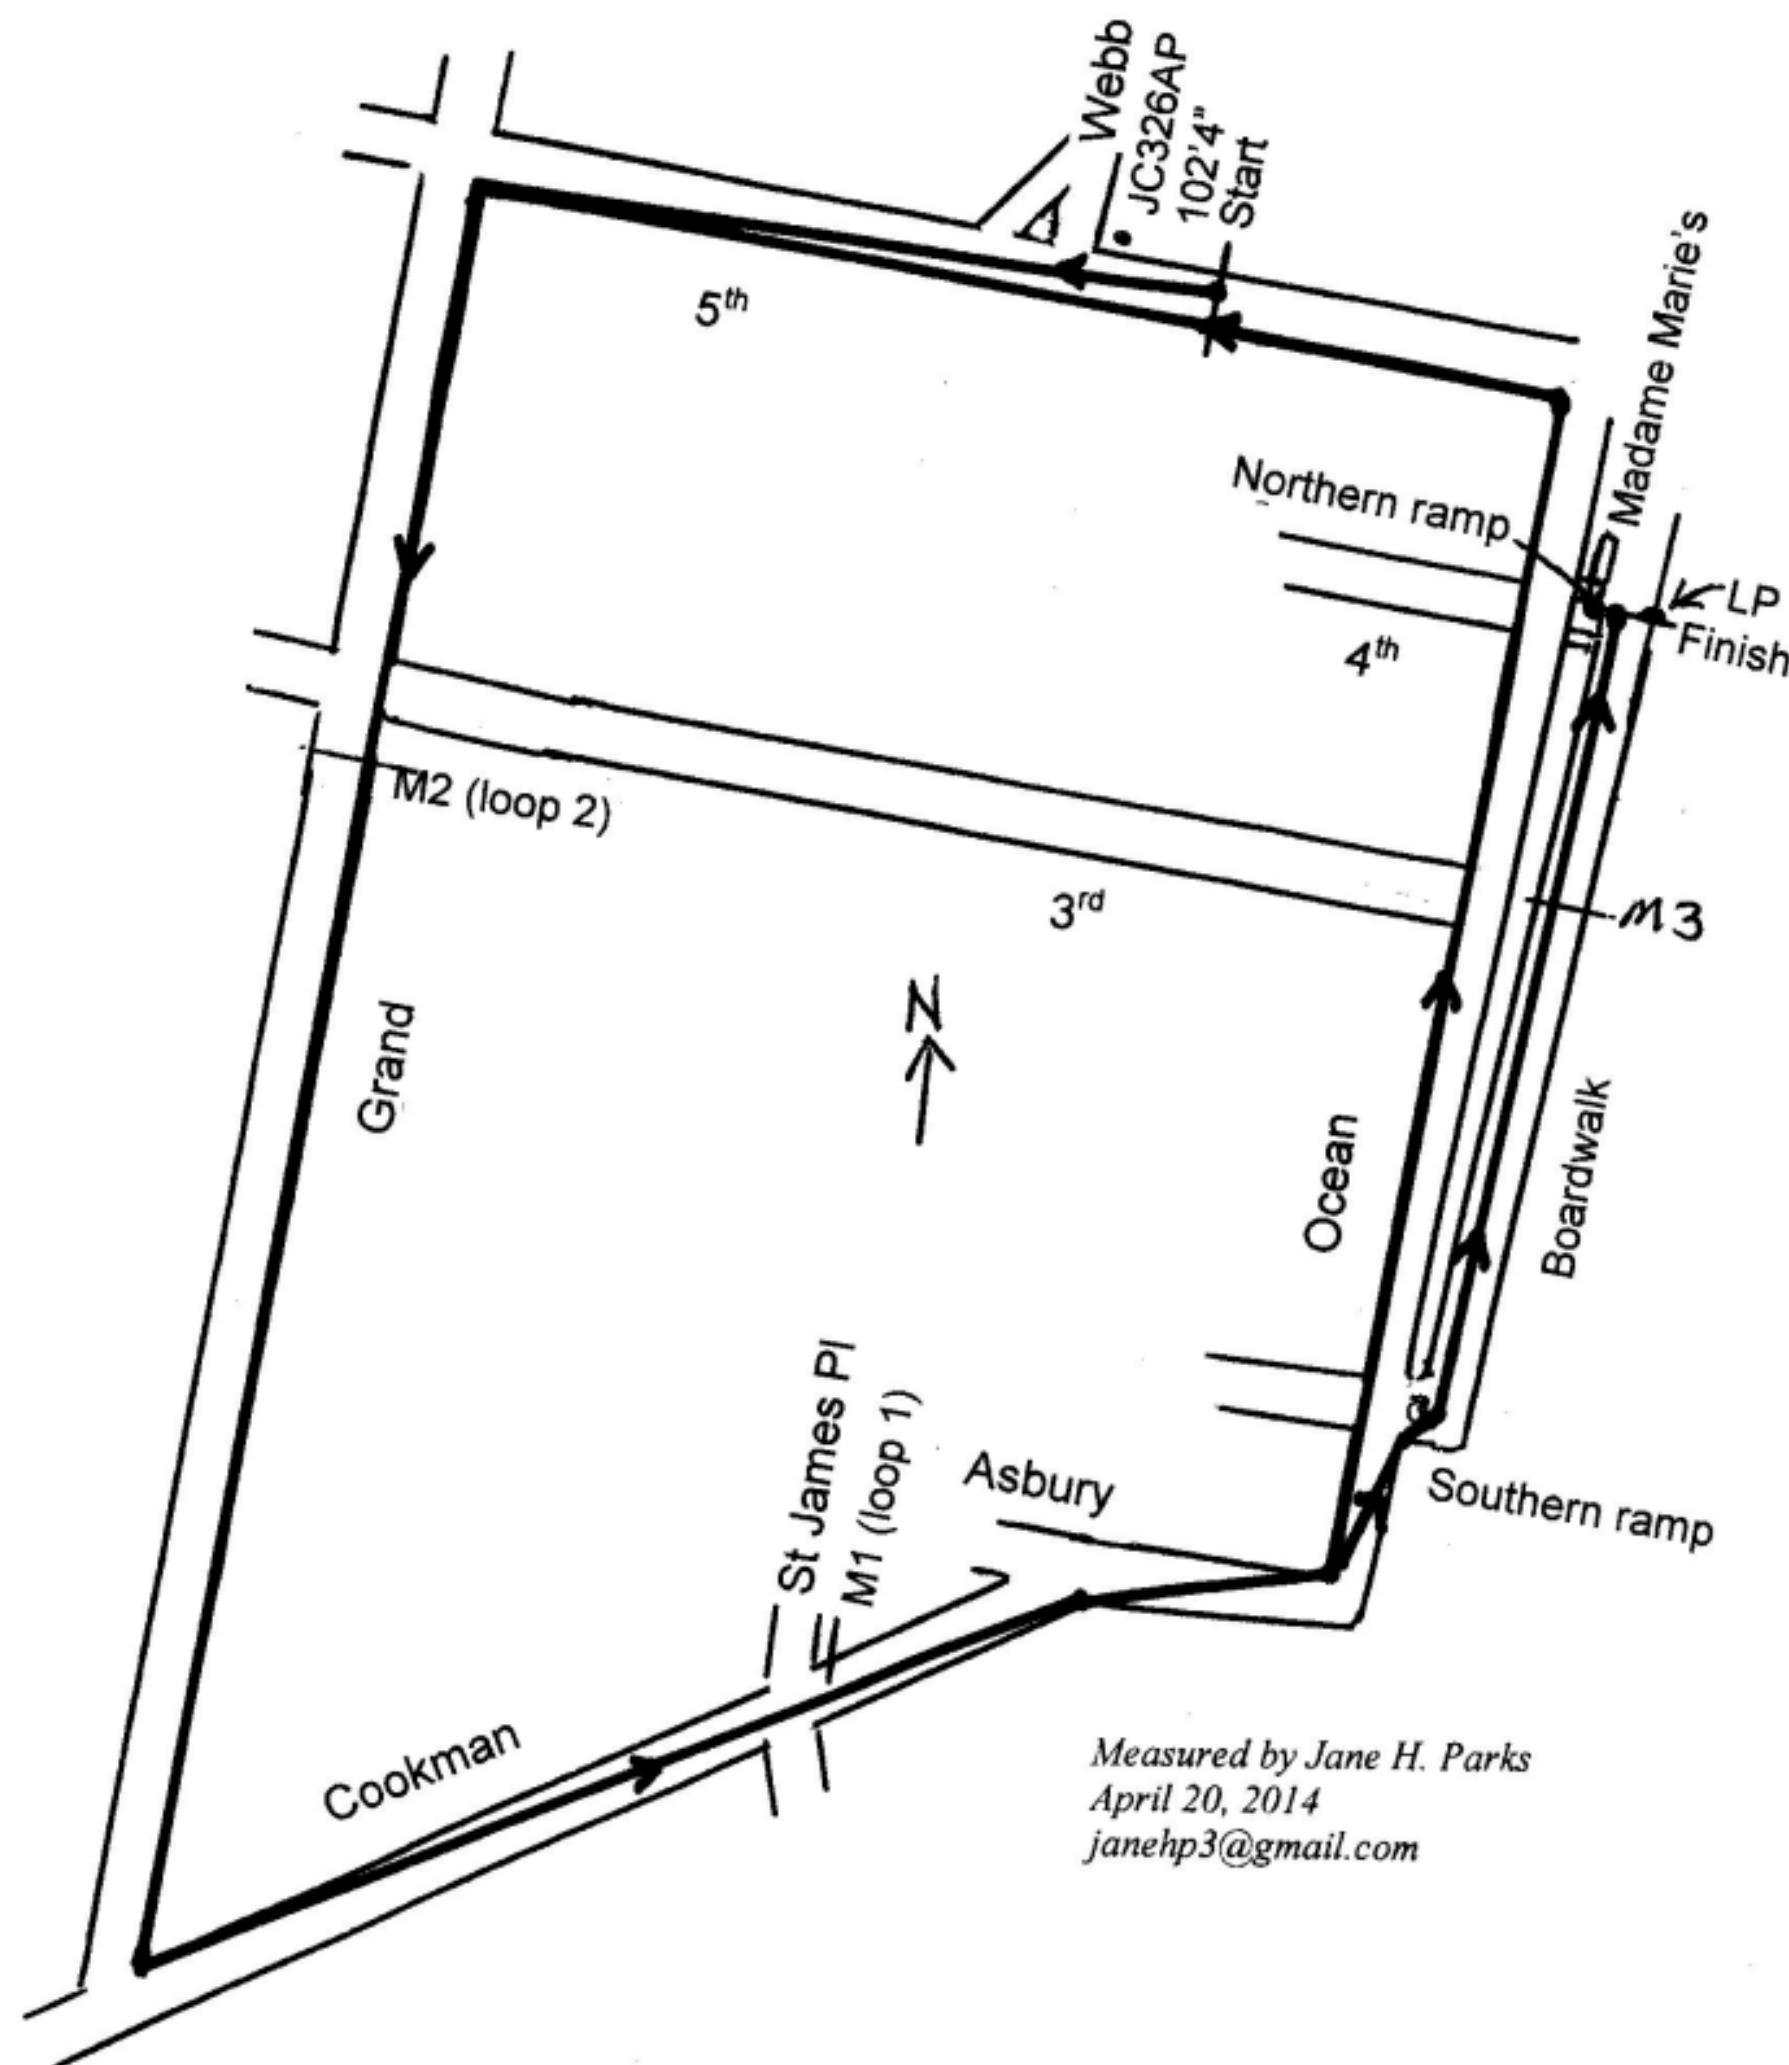 Webb
JC326AP
102'4"
Start
Madame Marie's
5th
Northern ramp
LP
Finish
4th
M2 (loop 2)
3rd
M3
N
Grand
Ocean
Boardwalk
St James Pl
M1 (loop 1)
Asbury
Southern ramp
Cookman
Measured by Jane H. Parks
April 20, 2014
janehp3@gmail.com